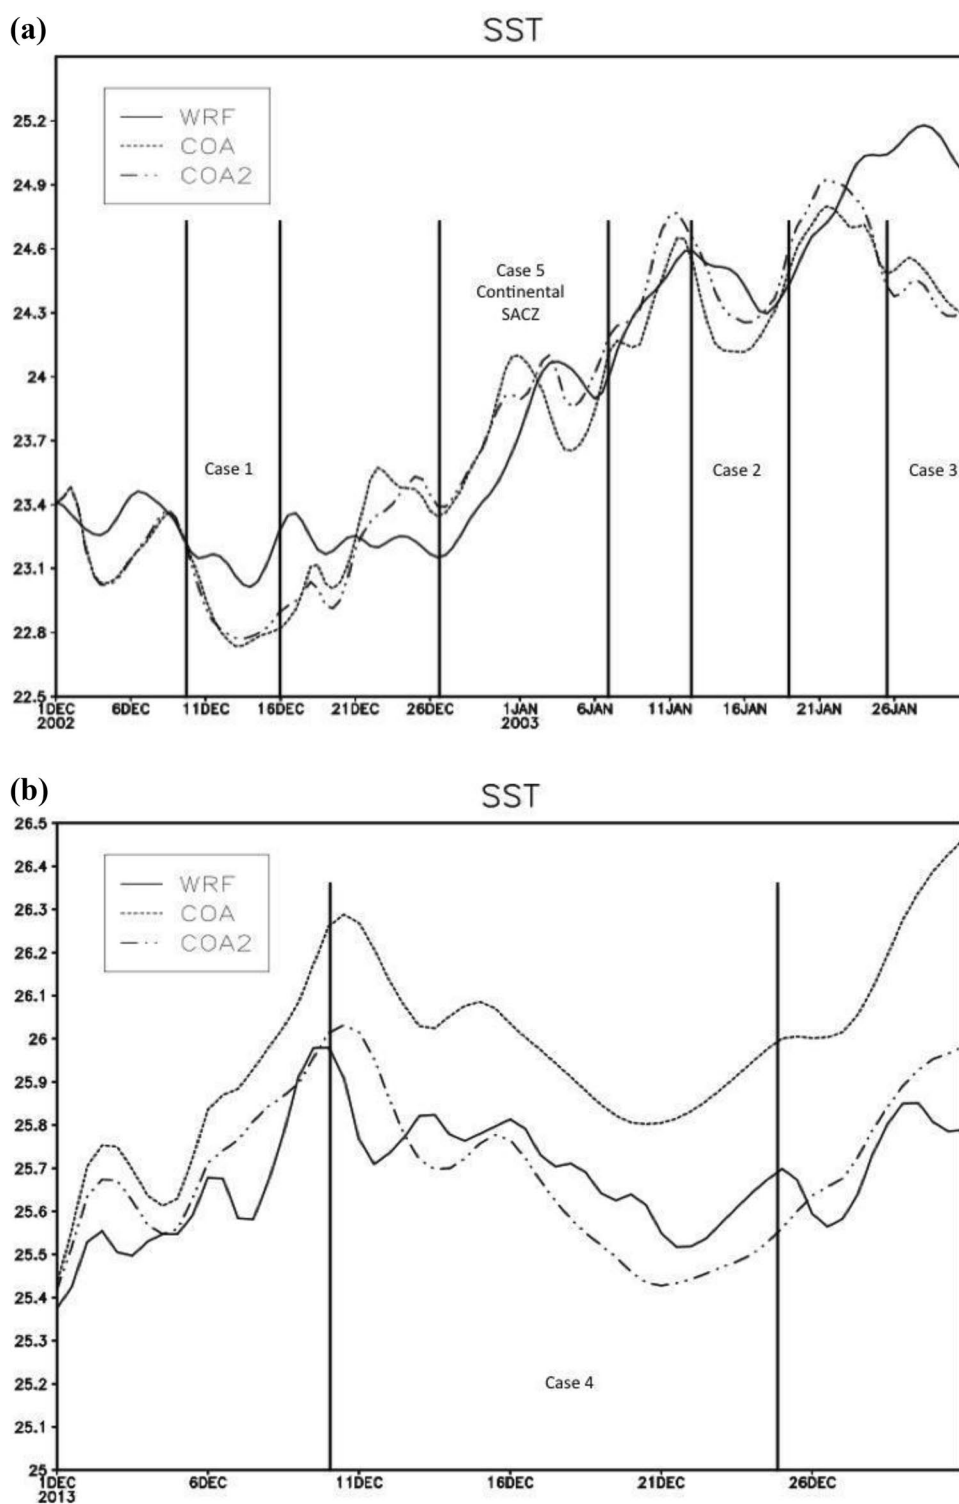 (a)
SST
WRF
COA
COA2
25.2
24.9
24.6
24.3
24
23.7
23.4
23.1
22.8
22.5
Case 5
Continental
SACZ
Case 1
Case 2
Case 3
1DEC 6DEC 11DEC 16DEC 21DEC 26DEC 1JAN 6JAN 11JAN 16JAN 21JAN 26JAN
2002 2003
(b)
SST
WRF
COA
COA2
26.5
26.4
26.3
26.2
26.1
26
25.9
25.8
25.7
25.6
25.5
25.4
25.3
25.2
25.1
25
Case 4
1DEC 6DEC 11DEC 16DEC 21DEC 26DEC
2013